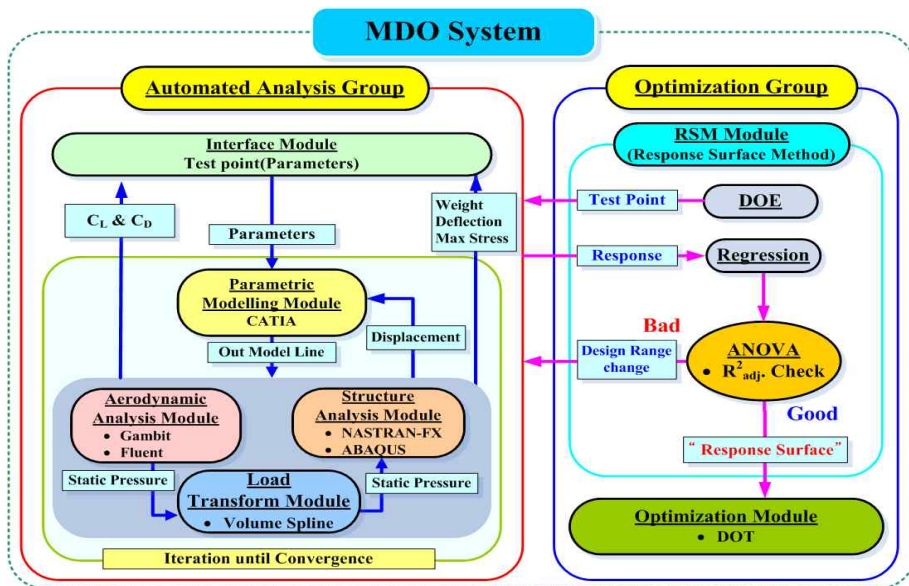 MDO System
Automated Analysis Group
Interface Module
Test point(Parameters)
C_L & C_D
Parameters
Weight
Deflection
Max Stress
Parametric
Modelling Module
CATIA
Out Model Line
Displacement
Aerodynamic
Analysis Module
• Gambit
• Fluent
Structure
Analysis Module
• NASTRAN-FX
• ABAQUS
Static Pressure
Load
Transform Module
• Volume Spline
Static Pressure
Iteration until Convergence
Optimization Group
RSM Module
(Response Surface Method)
Test Point
DOE
Response
Regression
Bad
Design Range
change
ANOVA
• R²adj. Check
Good
“ Response Surface”
Optimization Module
• DOT